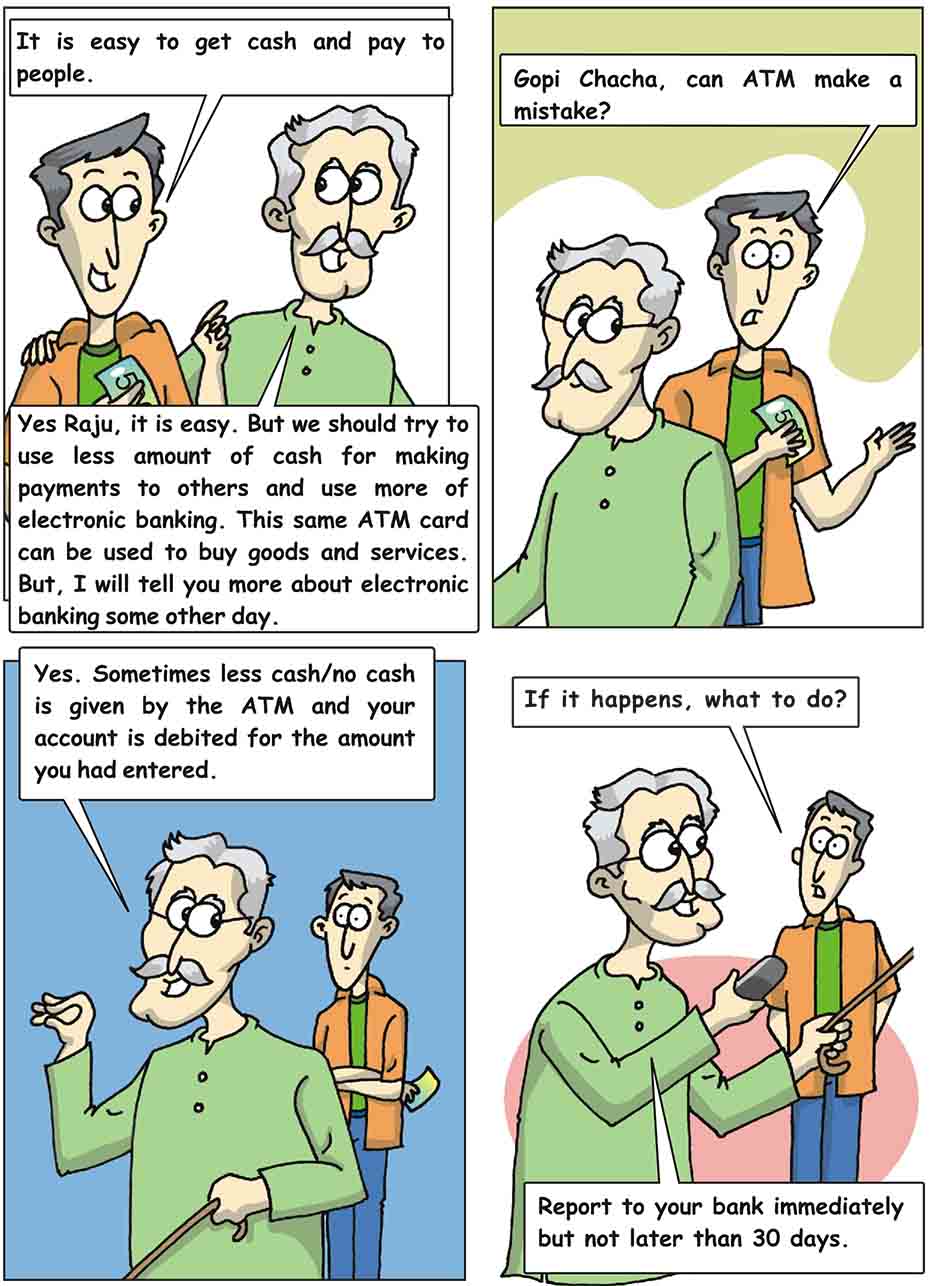 It is easy to get cash and pay to
people.
Yes Raju, it is easy. But we should try to
use less amount of cash for making
payments to others and use more of
electronic banking. This same ATM card
can be used to buy goods and services.
But, I will tell you more about electronic
banking some other day.
Gopi Chacha, can ATM make a
mistake?
Yes. Sometimes less cash/no cash
is given by the ATM and your
account is debited for the amount
you had entered.
If it happens, what to do?
Report to your bank immediately
but not later than 30 days.